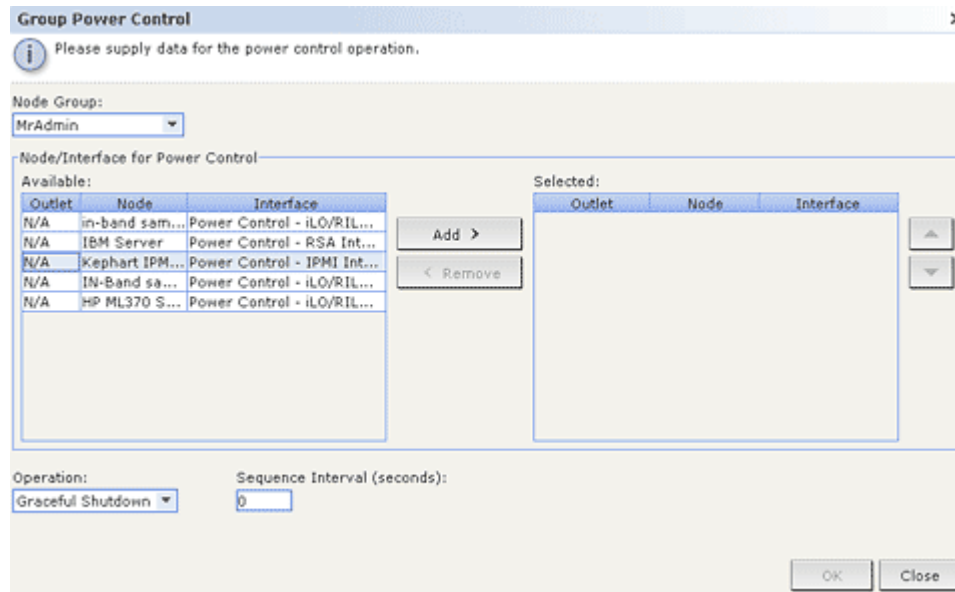 Group Power Control
Please supply data for the power control operation.
Node Group:
MrAdmin
Node/Interface for Power Control
Available:
Outlet Node Interface
N/A in-band sam... Power Control - iLO/RIL...
N/A IBM Server Power Control - RSA Int...
N/A Kephart IPM... Power Control - IPMI Int...
N/A IN-Band sa... Power Control - iLO/RIL...
N/A HP ML370 S... Power Control - iLO/RIL...
Add >
< Remove
Selected:
Outlet Node Interface
Operation:
Graceful Shutdown
Sequence Interval (seconds):
0
OK
Close